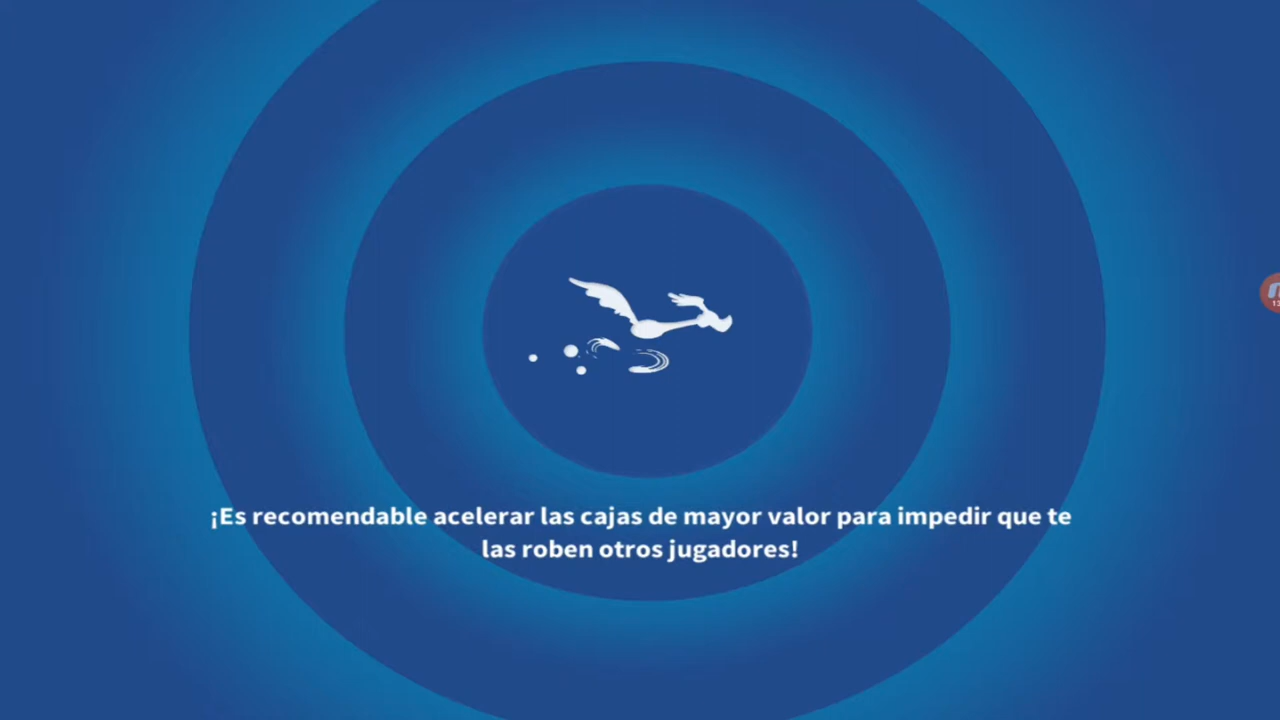 ¡Es recomendable acelerar las cajas de mayor valor para impedir que te
las roben otros jugadores!